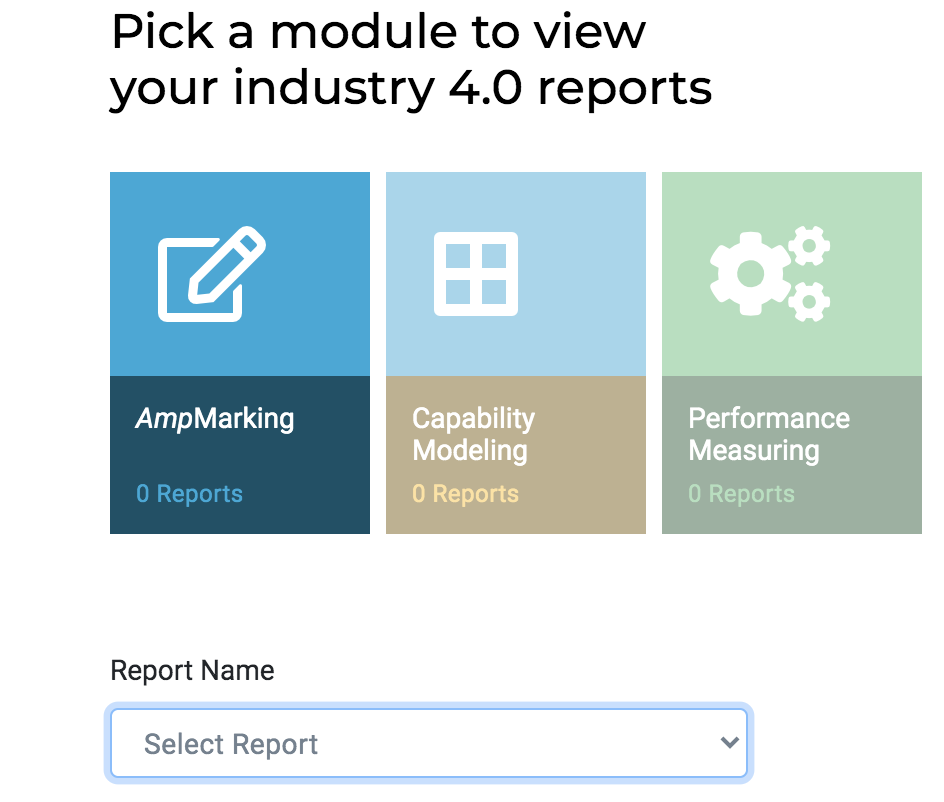 Pick a module to view
your industry 4.0 reports
AmpMarking
0 Reports
Capability
Modeling
0 Reports
Performance
Measuring
0 Reports
Report Name
Select Report